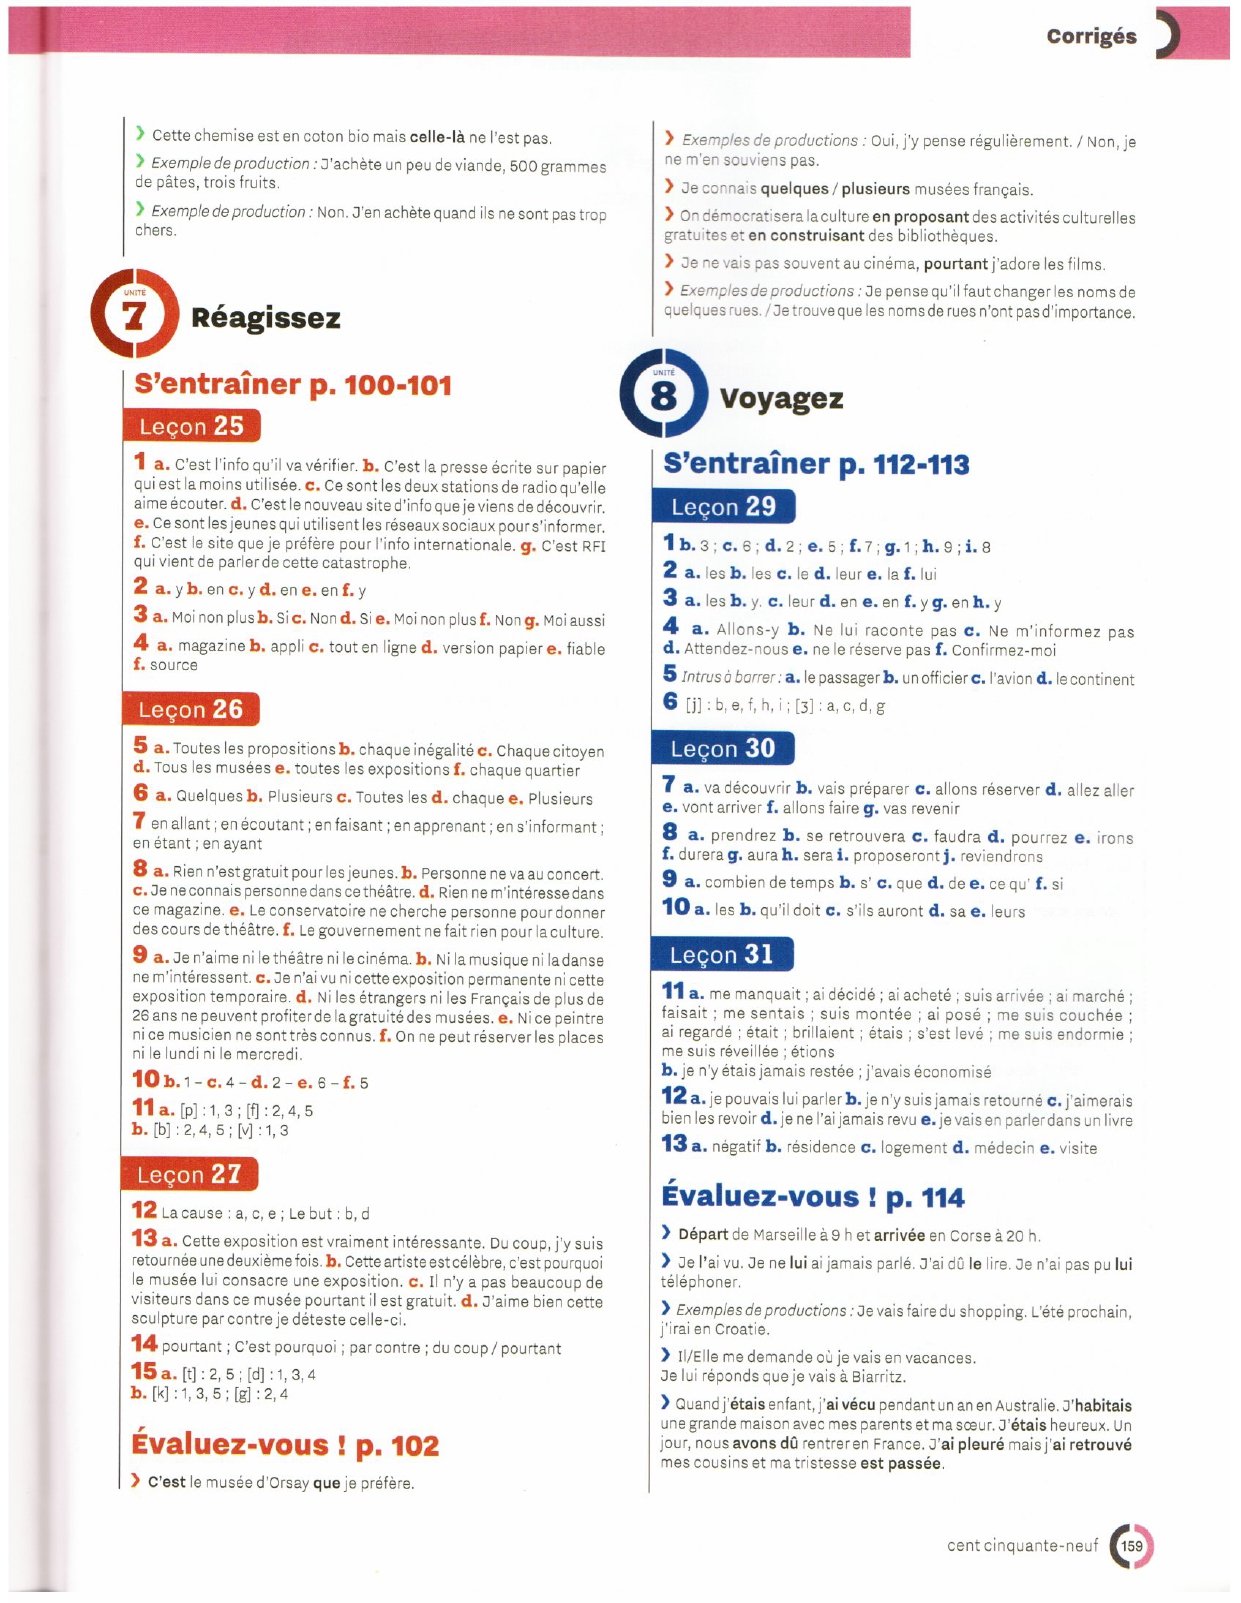 Corrigés
❯ Cette chemise est en coton bio mais celle-là ne l'est pas.
❯ Exemple de production : J'achète un peu de viande, 500 grammes
de pâtes, trois fruits.
❯ Exemple de production : Non. J'en achète quand ils ne sont pas trop
chers.
UNITÉ
7
Réagissez
S'entraîner p. 100-101
Leçon 25
1 a. C'est l'info qu'il va vérifier. b. C'est la presse écrite sur papier
qui est la moins utilisée. c. Ce sont les deux stations de radio qu'elle
aime écouter. d. C'est le nouveau site d'info que je viens de découvrir.
e. Ce sont les jeunes qui utilisent les réseaux sociaux pour s'informer.
f. C'est le site que je préfère pour l'info internationale. g. C'est RFI
qui vient de parler de cette catastrophe.
2 a. y b. en c. y d. en e. en f. y
3 a. Moi non plus b. Si c. Non d. Si e. Moi non plus f. Non g. Moi aussi
4 a. magazine b. appli c. tout en ligne d. version papier e. fiable
f. source
Leçon 26
5 a. Toutes les propositions b. chaque inégalité c. Chaque citoyen
d. Tous les musées e. toutes les expositions f. chaque quartier
6 a. Quelques b. Plusieurs c. Toutes les d. chaque e. Plusieurs
7 en allant ; en écoutant ; en faisant ; en apprenant ; en s'informant ;
en étant ; en ayant
8 a. Rien n'est gratuit pour les jeunes. b. Personne ne va au concert.
c. Je ne connais personne dans ce théâtre. d. Rien ne m'intéresse dans
ce magazine. e. Le conservatoire ne cherche personne pour donner
des cours de théâtre. f. Le gouvernement ne fait rien pour la culture.
9 a. Je n'aime ni le théâtre ni le cinéma. b. Ni la musique ni la danse
ne m'intéressent. c. Je n'ai vu ni cette exposition permanente ni cette
exposition temporaire. d. Ni les étrangers ni les Français de plus de
26 ans ne peuvent profiter de la gratuité des musées. e. Ni ce peintre
ni ce musicien ne sont très connus. f. On ne peut réserver les places
ni le lundi ni le mercredi.
10 b. 1 – c. 4 – d. 2 – e. 6 – f. 5
11 a. [p] : 1, 3 ; [f] : 2, 4, 5
b. [b] : 2, 4, 5 ; [v] : 1, 3
Leçon 27
12 La cause : a, c, e ; Le but : b, d
13 a. Cette exposition est vraiment intéressante. Du coup, j'y suis
retournée une deuxième fois. b. Cette artiste est célèbre, c'est pourquoi
le musée lui consacre une exposition. c. Il n'y a pas beaucoup de
visiteurs dans ce musée pourtant il est gratuit. d. J'aime bien cette
sculpture par contre je déteste celle-ci.
14 pourtant ; C'est pourquoi ; par contre ; du coup / pourtant
15 a. [t] : 2, 5 ; [d] : 1, 3, 4
b. [k] : 1, 3, 5 ; [g] : 2, 4
Évaluez-vous ! p. 102
❯ C'est le musée d'Orsay que je préfère.
❯ Exemples de productions : Oui, j'y pense régulièrement. / Non, je
ne m'en souviens pas.
❯ Je connais quelques / plusieurs musées français.
❯ On démocratisera la culture en proposant des activités culturelles
gratuites et en construisant des bibliothèques.
❯ Je ne vais pas souvent au cinéma, pourtant j'adore les films.
❯ Exemples de productions : Je pense qu'il faut changer les noms de
quelques rues. / Je trouve que les noms de rues n'ont pas d'importance.
UNITÉ
8
Voyagez
S'entraîner p. 112-113
Leçon 29
1 b. 3 ; c. 6 ; d. 2 ; e. 5 ; f. 7 ; g. 1 ; h. 9 ; i. 8
2 a. les b. les c. le d. leur e. la f. lui
3 a. les b. y. c. leur d. en e. en f. y g. en h. y
4 a. Allons-y b. Ne lui raconte pas c. Ne m'informez pas
d. Attendez-nous e. ne le réserve pas f. Confirmez-moi
5 Intrus à barrer : a. le passager b. un officier c. l'avion d. le continent
6 [j] : b, e, f, h, i ; [ʒ] : a, c, d, g
Leçon 30
7 a. va découvrir b. vais préparer c. allons réserver d. allez aller
e. vont arriver f. allons faire g. vas revenir
8 a. prendrez b. se retrouvera c. faudra d. pourrez e. irons
f. durera g. aura h. sera i. proposeront j. reviendrons
9 a. combien de temps b. s' c. que d. de e. ce qu' f. si
10 a. les b. qu'il doit c. s'ils auront d. sa e. leurs
Leçon 31
11 a. me manquait ; ai décidé ; ai acheté ; suis arrivée ; ai marché ;
faisait ; me sentais ; suis montée ; ai posé ; me suis couchée ;
ai regardé ; était ; brillaient ; étais ; s'est levé ; me suis endormie ;
me suis réveillée ; étions
b. je n'y étais jamais restée ; j'avais économisé
12 a. je pouvais lui parler b. je n'y suis jamais retourné c. j'aimerais
bien les revoir d. je ne l'ai jamais revu e. je vais en parler dans un livre
13 a. négatif b. résidence c. logement d. médecin e. visite
Évaluez-vous ! p. 114
❯ Départ de Marseille à 9 h et arrivée en Corse à 20 h.
❯ Je l'ai vu. Je ne lui ai jamais parlé. J'ai dû le lire. Je n'ai pas pu lui
téléphoner.
❯ Exemples de productions : Je vais faire du shopping. L'été prochain,
j'irai en Croatie.
❯ Il/Elle me demande où je vais en vacances.
Je lui réponds que je vais à Biarritz.
❯ Quand j'étais enfant, j'ai vécu pendant un an en Australie. J'habitais
une grande maison avec mes parents et ma sœur. J'étais heureux. Un
jour, nous avons dû rentrer en France. J'ai pleuré mais j'ai retrouvé
mes cousins et ma tristesse est passée.
cent cinquante-neuf 159